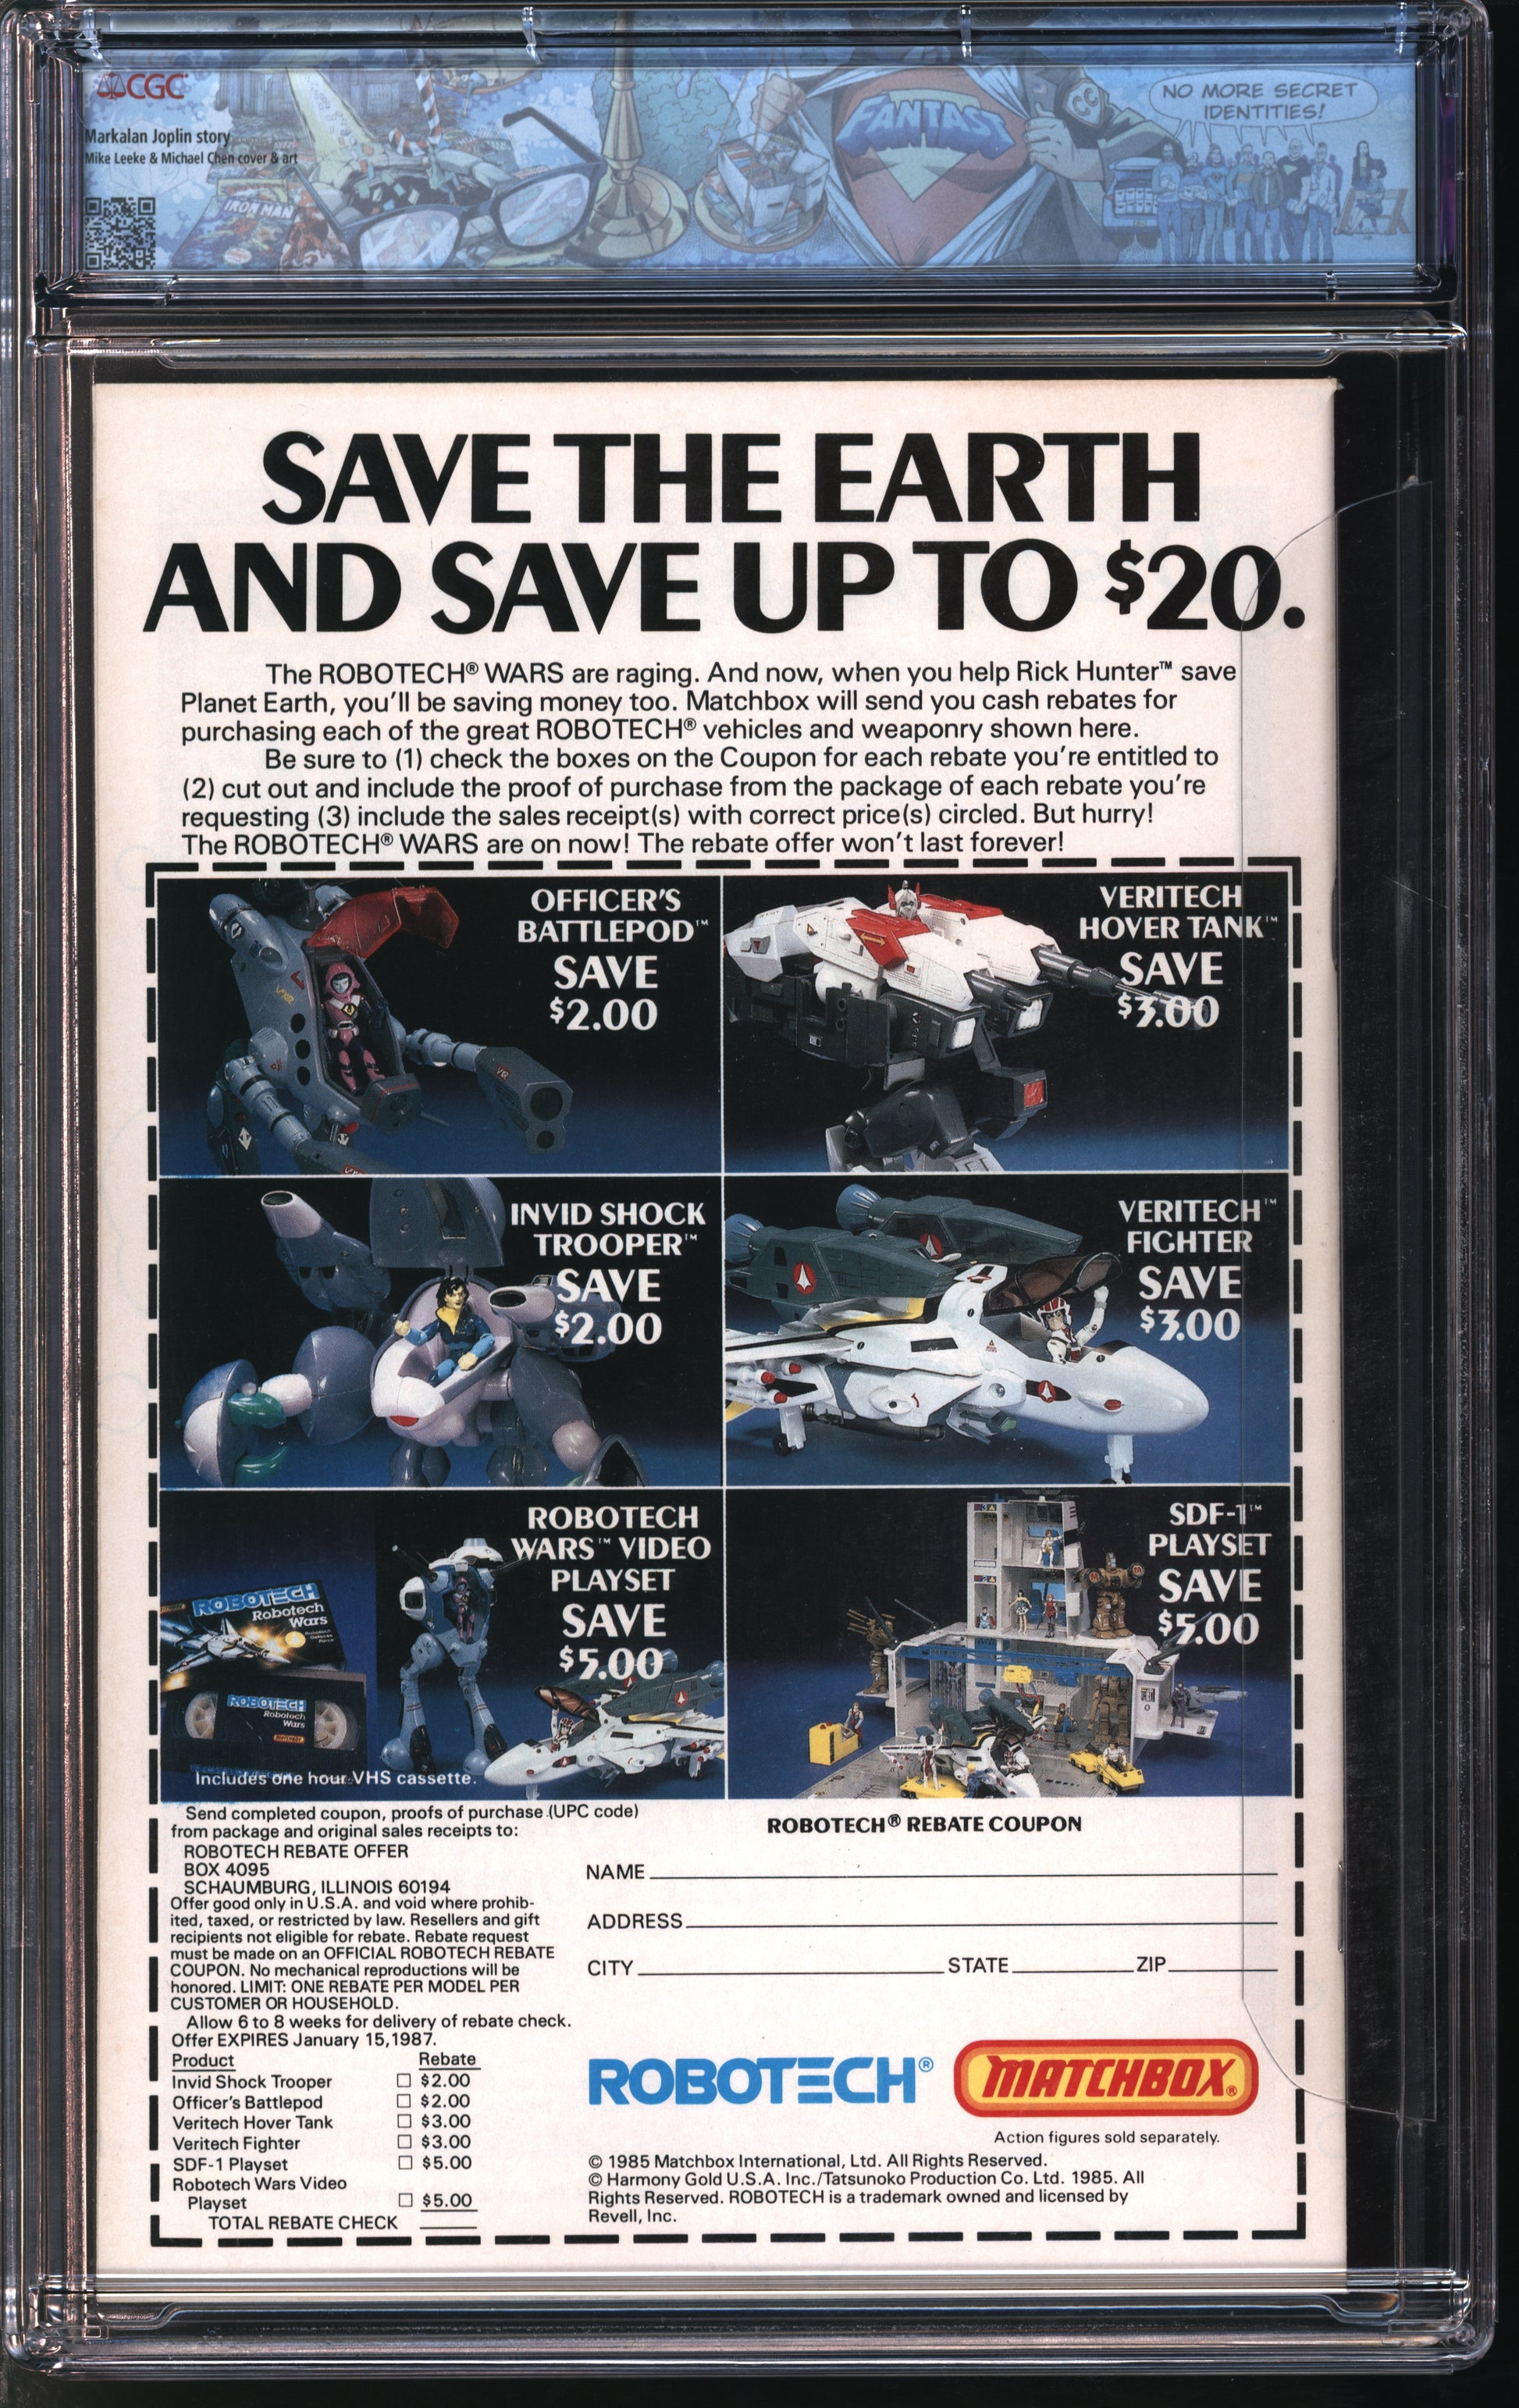 CGC
Markalan Joplin story
Mike Leeke & Michael Chen cover & art
IRON MAN
FANTAST
CC
NO MORE SECRET
IDENTITIES!
SAVE THE EARTH
AND SAVE UP TO $20.
The ROBOTECH® WARS are raging. And now, when you help Rick Hunter™ save
Planet Earth, you'll be saving money too. Matchbox will send you cash rebates for
purchasing each of the great ROBOTECH® vehicles and weaponry shown here.
Be sure to (1) check the boxes on the Coupon for each rebate you're entitled to
(2) cut out and include the proof of purchase from the package of each rebate you're
requesting (3) include the sales receipt(s) with correct price(s) circled. But hurry!
The ROBOTECH® WARS are on now! The rebate offer won't last forever!
OFFICER'S
BATTLEPOD™
SAVE
$2.00
VERITECH
HOVER TANK™
SAVE
$3.00
INVID SHOCK
TROOPER™
SAVE
$2.00
VERITECH™
FIGHTER
SAVE
$3.00
ROBOTECH
WARS™ VIDEO
PLAYSET
SAVE
$5.00
ROBOTECH
Robotech
Wars
ROBOTECH
Robotech
Wars
Includes one hour VHS cassette.
SDF-1™
PLAYSET
SAVE
$5.00
Send completed coupon, proofs of purchase (UPC code)
from package and original sales receipts to:
ROBOTECH REBATE OFFER
BOX 4095
SCHAUMBURG, ILLINOIS 60194
Offer good only in U.S.A. and void where prohib-
ited, taxed, or restricted by law. Resellers and gift
recipients not eligible for rebate. Rebate request
must be made on an OFFICIAL ROBOTECH REBATE
COUPON. No mechanical reproductions will be
honored. LIMIT: ONE REBATE PER MODEL PER
CUSTOMER OR HOUSEHOLD.
Allow 6 to 8 weeks for delivery of rebate check.
Offer EXPIRES January 15, 1987.
Product Rebate
Invid Shock Trooper □ $2.00
Officer's Battlepod □ $2.00
Veritech Hover Tank □ $3.00
Veritech Fighter □ $3.00
SDF-1 Playset □ $5.00
Robotech Wars Video
Playset □ $5.00
TOTAL REBATE CHECK
ROBOTECH® REBATE COUPON
NAME
ADDRESS
CITY STATE ZIP
ROBOTECH® MATCHBOX®
Action figures sold separately.
© 1985 Matchbox International, Ltd. All Rights Reserved.
© Harmony Gold U.S.A. Inc./Tatsunoko Production Co. Ltd. 1985. All
Rights Reserved. ROBOTECH is a trademark owned and licensed by
Revell, Inc.